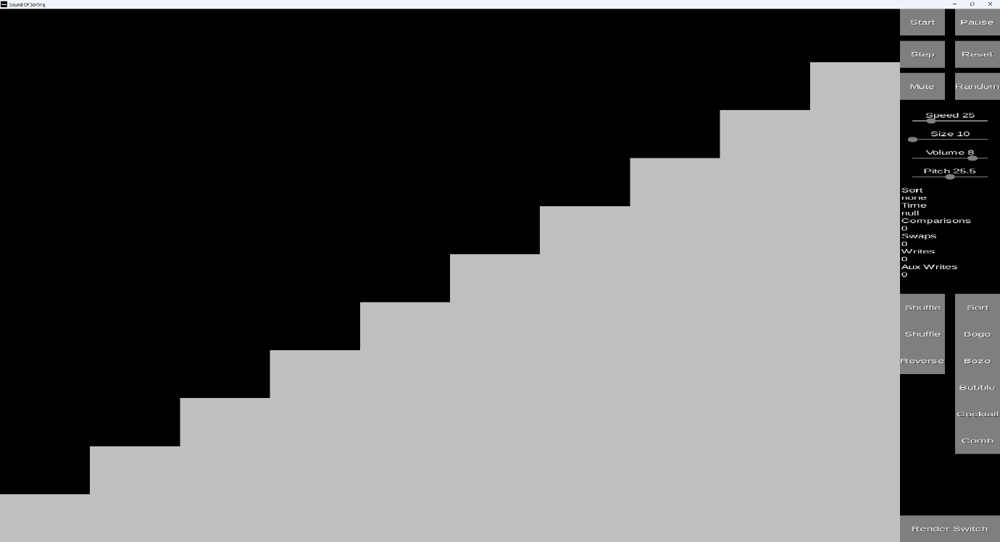 Sound Of Sorting
Start Pause
Step Reset
Mute Random
Speed 25
Size 10
Volume 8
Pitch 25.5
Sort
none
Time
null
Comparisons
0
Swaps
0
Writes
0
Aux Writes
0
Shuffle Sort
Shuffle Bogo
Reverse Bozo
Bubble
Cocktail
Comb
Render Switch